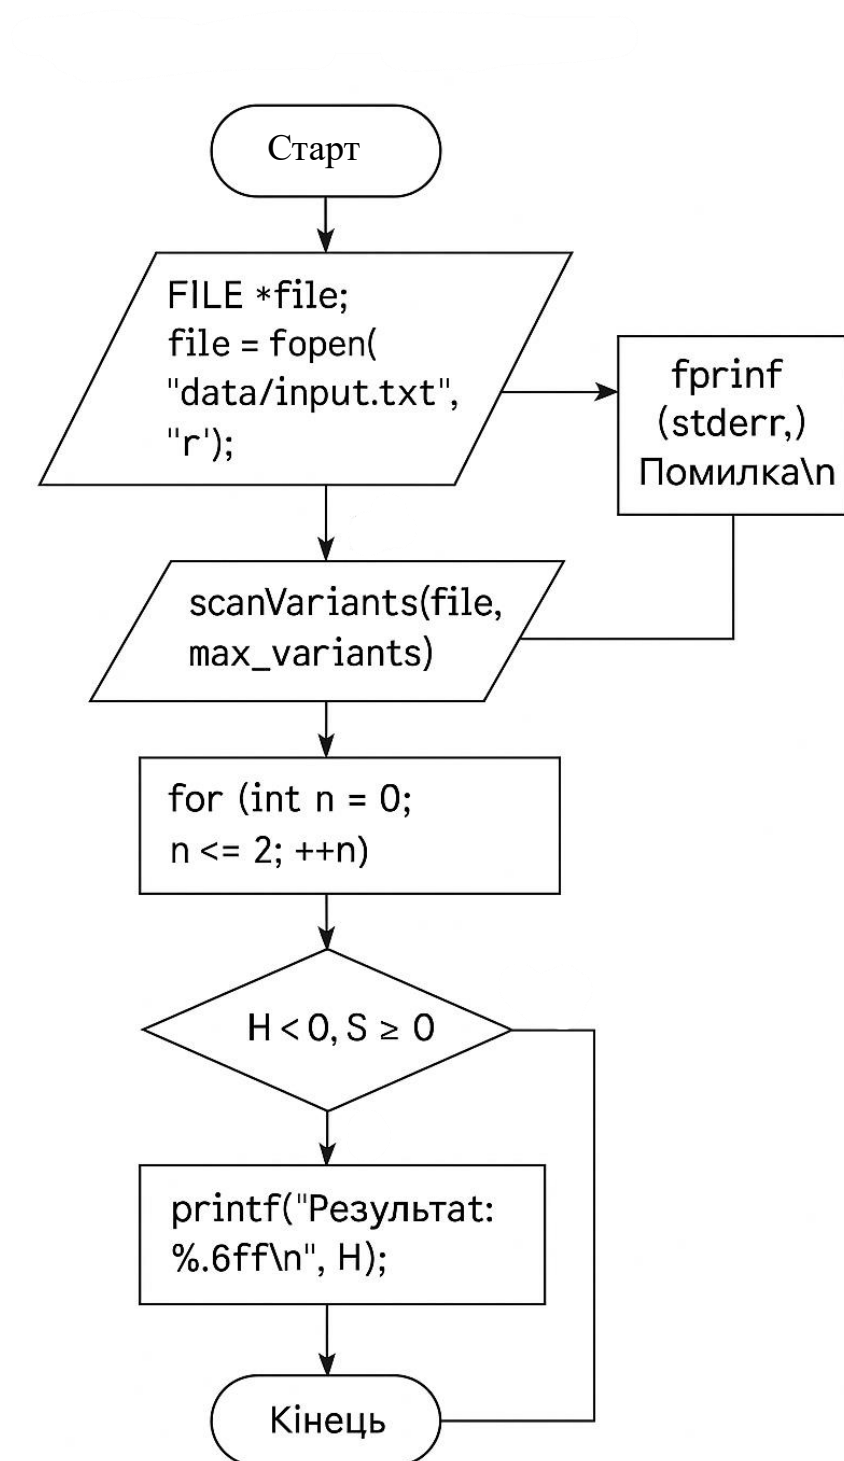 Старт
FILE *file;
file = fopen(
"data/input.txt",
"r');
fprinf
(stderr,)
Помилка\n
scanVariants(file,
max_variants)
for (int n = 0;
n <= 2; ++n)
H < 0, S ≥ 0
printf("Результat:
%.6ff\n", H);
Кінець